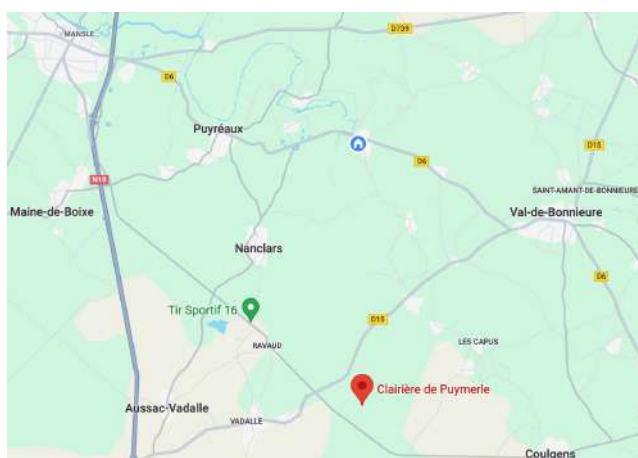 MANSLE
D739
D6
Puyréaux
D6
D15
N10
SAINT-AMANT-DE-BONNIEURE
Maine-de-Boixe
Val-de-Bonnieure
Nanclars
D6
Tir Sportif 16
D15
RAVAUD
LES CAPUS
Clairière de Puymerle
Aussac-Vadalle
VADALLE
Coulgens